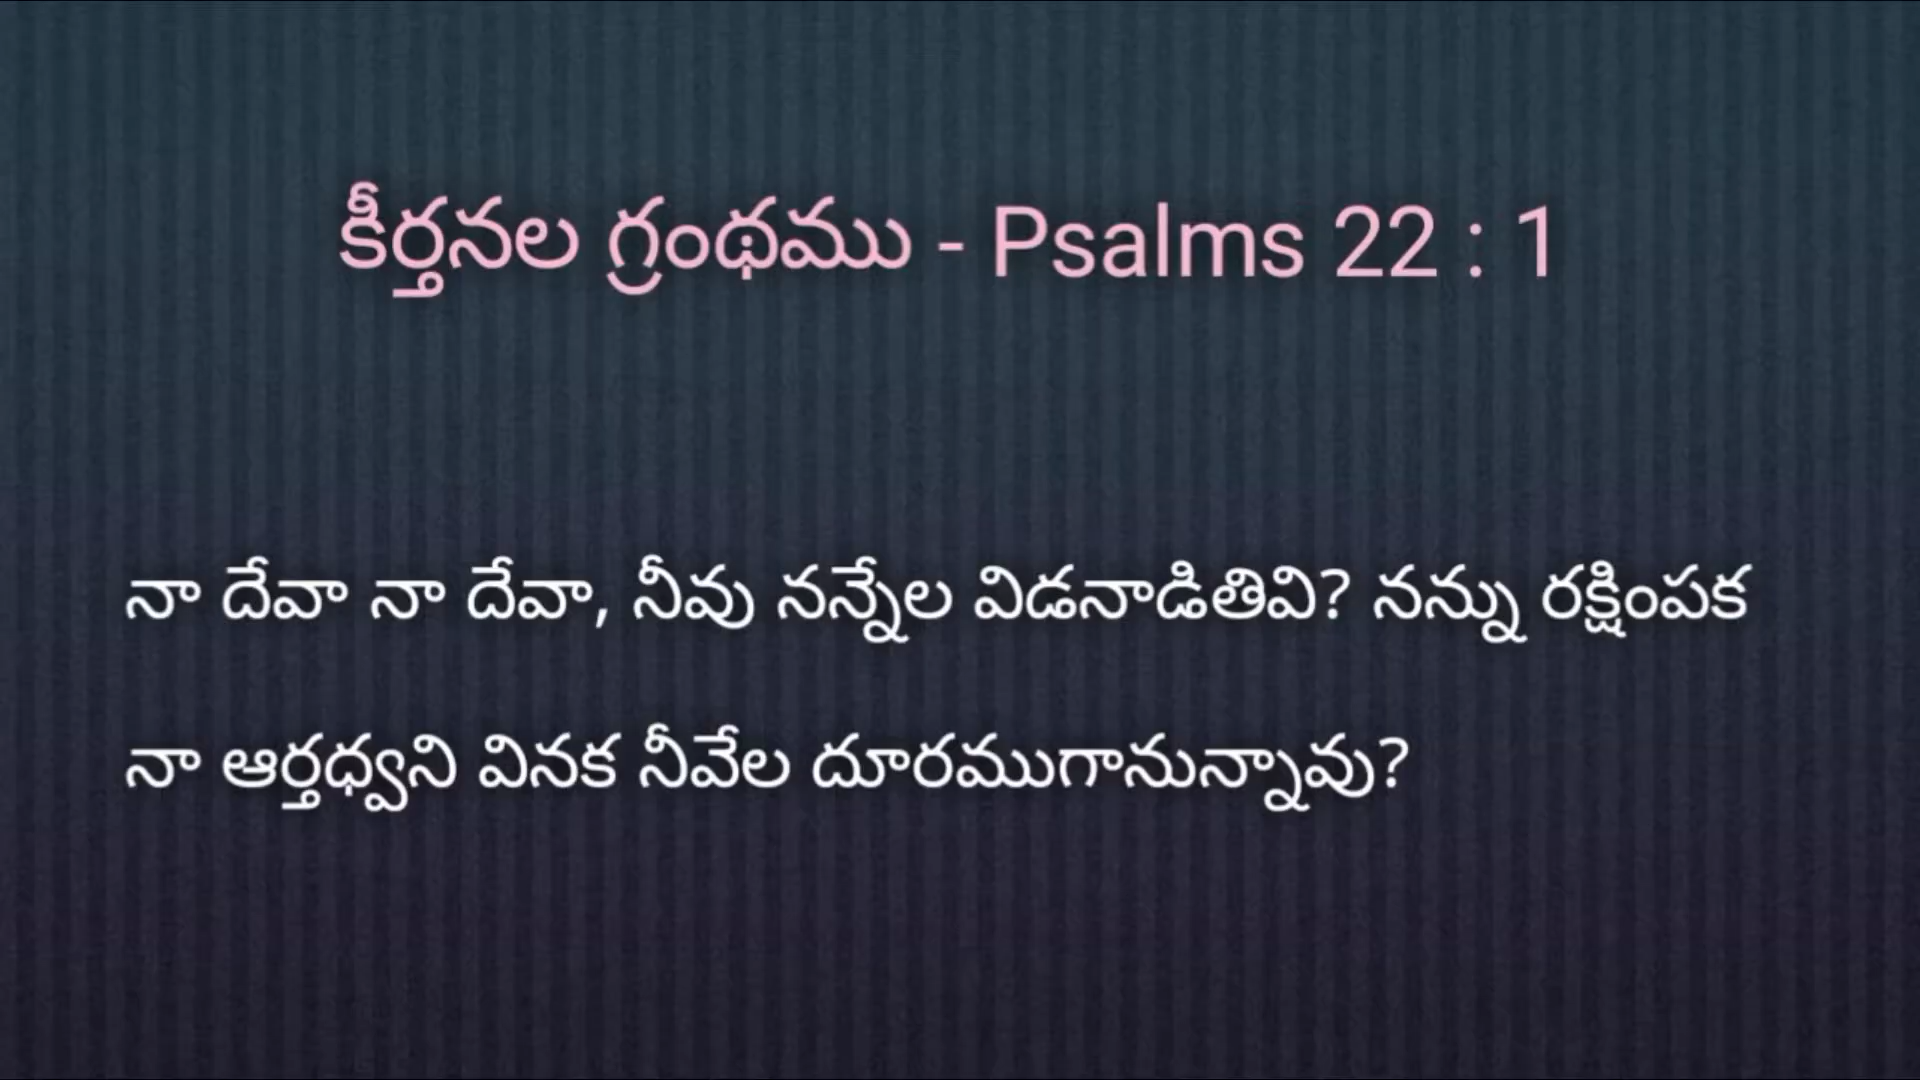 కీర్తనల గ్రంథము - Psalms 22 : 1
నా దేవా నా దేవా, నీవు నన్నేల విడనాడితివి? నన్ను రక్షింపక
నా ఆర్తధ్వని వినక నీవేల దూరముగానున్నావు?